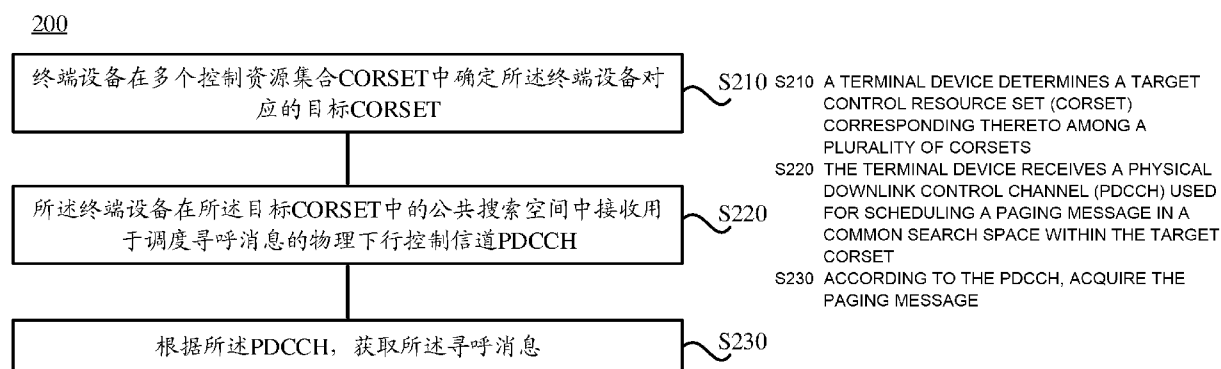 200
终端设备在多个控制资源集合CORSET中确定所述终端设备对
应的目标CORSET
S210
所述终端设备在所述目标CORSET中的公共搜索空间中接收用
于调度寻呼消息的物理下行控制信道PDCCH
S220
根据所述PDCCH，获取所述寻呼消息
S230
S210 A TERMINAL DEVICE DETERMINES A TARGET
CONTROL RESOURCE SET (CORSET)
CORRESPONDING THERETO AMONG A
PLURALITY OF CORSETS
S220 THE TERMINAL DEVICE RECEIVES A PHYSICAL
DOWNLINK CONTROL CHANNEL (PDCCH) USED
FOR SCHEDULING A PAGING MESSAGE IN A
COMMON SEARCH SPACE WITHIN THE TARGET
CORSET
S230 ACCORDING TO THE PDCCH, ACQUIRE THE
PAGING MESSAGE